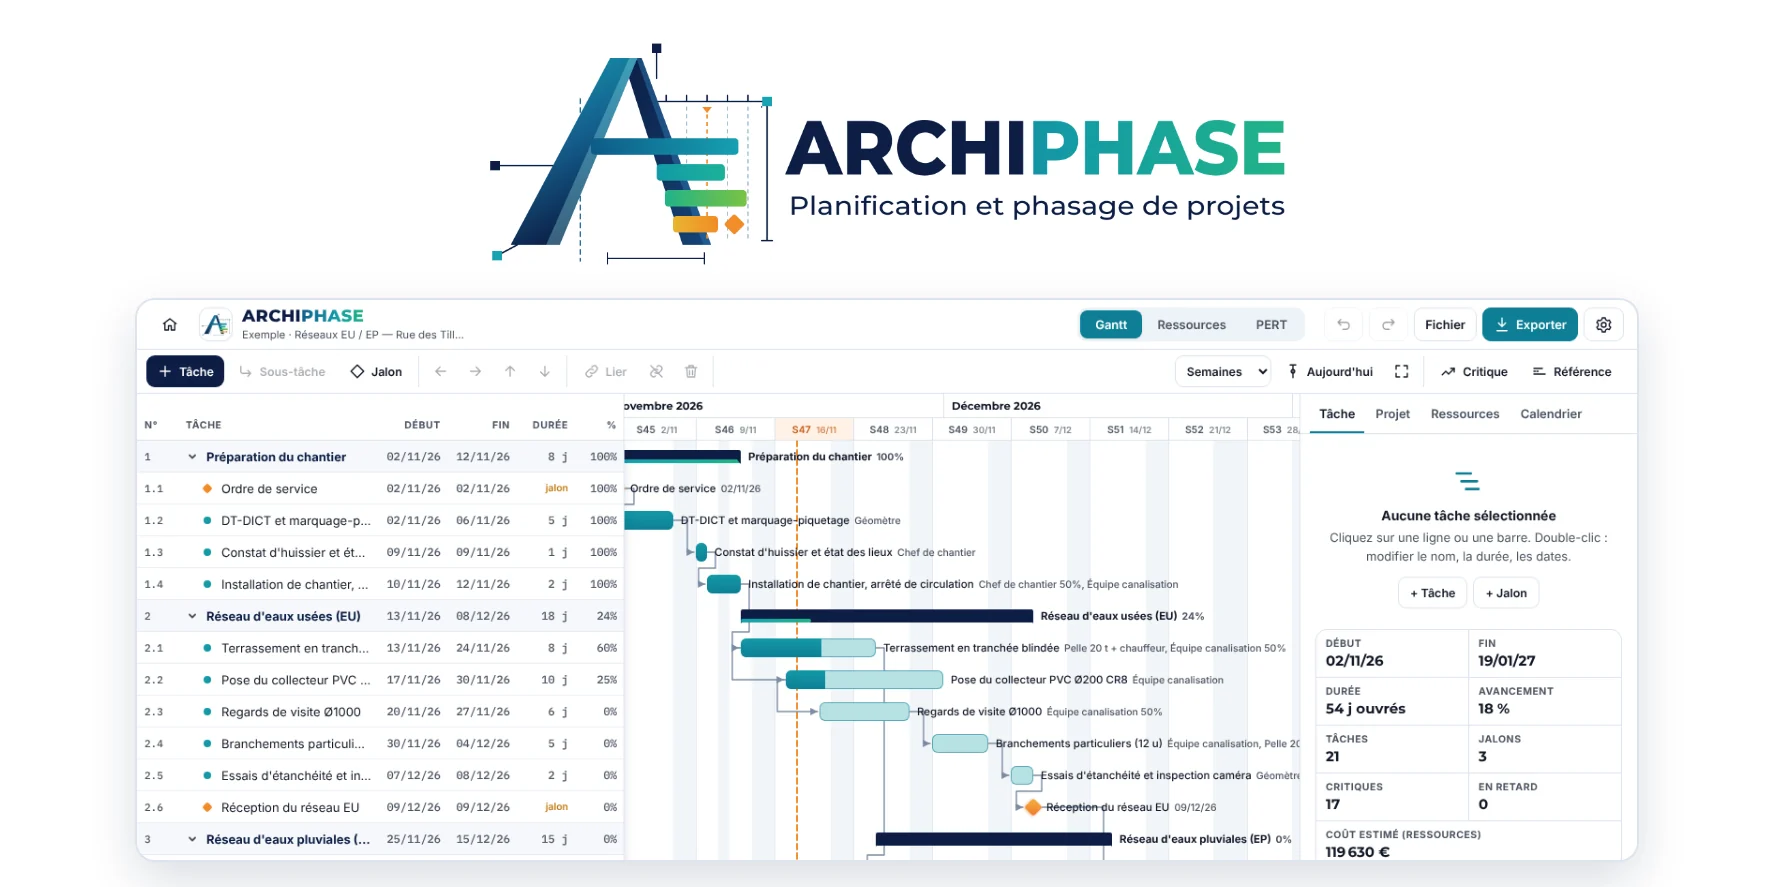 ARCHIPHASE
Planification et phasage de projets
ARCHIPHASE
Exemple · Réseaux EU / EP — Rue des Till...
Gantt Ressources PERT Fichier Exporter
Tâche Sous-tâche Jalon Lier Semaines Aujourd'hui Critique Référence
N° TÂCHE DÉBUT FIN DURÉE %
ovembre 2026 Décembre 2026
S45 2/11 S46 9/11 S47 16/11 S48 23/11 S49 30/11 S50 7/12 S51 14/12 S52 21/12 S53 28/
1 Préparation du chantier 02/11/26 12/11/26 8 j 100% Préparation du chantier 100%
1.1 Ordre de service 02/11/26 02/11/26 jalon 100% Ordre de service 02/11/26
1.2 DT-DICT et marquage-p... 02/11/26 06/11/26 5 j 100% DT-DICT et marquage-piquetage Géomètre
1.3 Constat d'huissier et ét... 09/11/26 09/11/26 1 j 100% Constat d'huissier et état des lieux Chef de chantier
1.4 Installation de chantier, ... 10/11/26 12/11/26 2 j 100% Installation de chantier, arrêté de circulation Chef de chantier 50%, Équipe canalisation
2 Réseau d'eaux usées (EU) 13/11/26 08/12/26 18 j 24% Réseau d'eaux usées (EU) 24%
2.1 Terrassement en tranch... 13/11/26 24/11/26 8 j 60% Terrassement en tranchée blindée Pelle 20 t + chauffeur, Équipe canalisation 50%
2.2 Pose du collecteur PVC ... 17/11/26 30/11/26 10 j 25% Pose du collecteur PVC Ø200 CR8 Équipe canalisation
2.3 Regards de visite Ø1000 20/11/26 27/11/26 6 j 0% Regards de visite Ø1000 Équipe canalisation 50%
2.4 Branchements particuli... 30/11/26 04/12/26 5 j 0% Branchements particuliers (12 u) Équipe canalisation, Pelle 20
2.5 Essais d'étanchéité et in... 07/12/26 08/12/26 2 j 0% Essais d'étanchéité et inspection caméra Géomètre
2.6 Réception du réseau EU 09/12/26 09/12/26 jalon 0% Réception du réseau EU 09/12/26
3 Réseau d'eaux pluviales (... 25/11/26 15/12/26 15 j 0% Réseau d'eaux pluviales (EP) 0%
Tâche Projet Ressources Calendrier
Aucune tâche sélectionnée
Cliquez sur une ligne ou une barre. Double-clic :
modifier le nom, la durée, les dates.
+ Tâche + Jalon
DÉBUT FIN
02/11/26 19/01/27
DURÉE AVANCEMENT
54 j ouvrés 18 %
TÂCHES JALONS
21 3
CRITIQUES EN RETARD
17 0
COÛT ESTIMÉ (RESSOURCES)
119 630 €